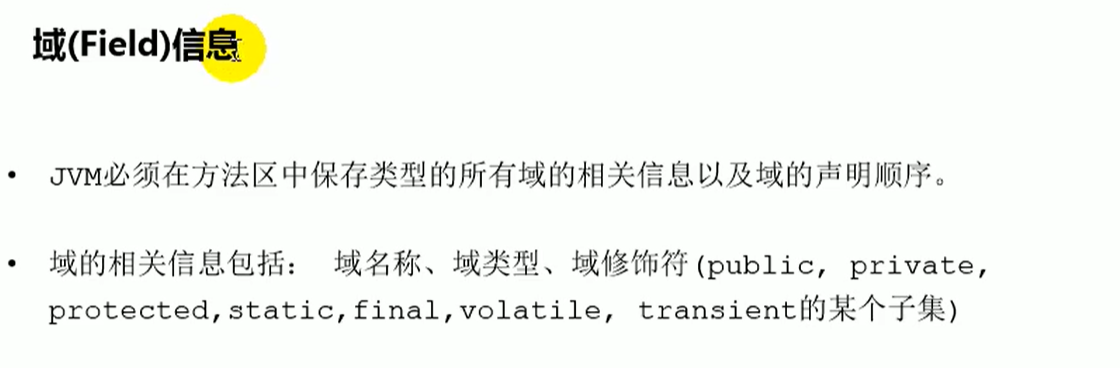 域(Field)信息
• JVM必须在方法区中保存类型的所有域的相关信息以及域的声明顺序。
• 域的相关信息包括： 域名称、域类型、域修饰符(public, private,
protected,static,final,volatile, transient的某个子集)